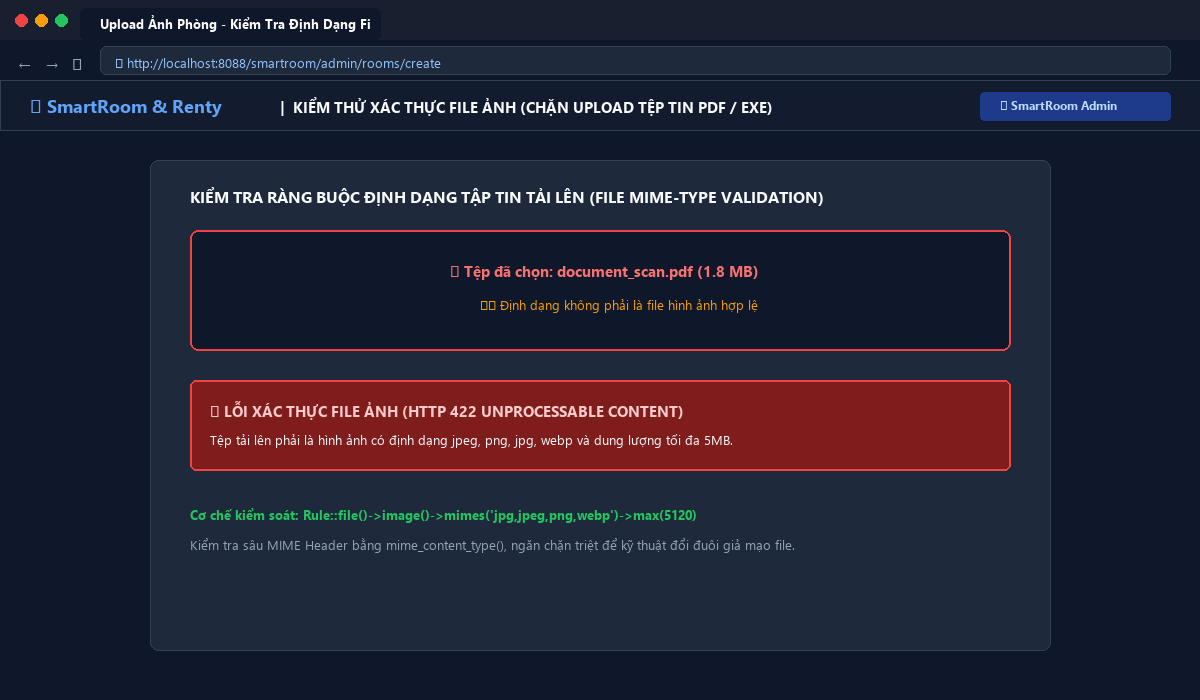 Upload Ảnh Phòng - Kiểm Tra Định Dạng Fi
http://localhost:8088/smartroom/admin/rooms/create
SmartRoom & Renty | KIỂM THỬ XÁC THỰC FILE ẢNH (CHẶN UPLOAD TỆP TIN PDF / EXE) SmartRoom Admin
KIỂM TRA RÀNG BUỘC ĐỊNH DẠNG TẬP TIN TẢI LÊN (FILE MIME-TYPE VALIDATION)
Tệp đã chọn: document_scan.pdf (1.8 MB)
Định dạng không phải là file hình ảnh hợp lệ
LỖI XÁC THỰC FILE ẢNH (HTTP 422 UNPROCESSABLE CONTENT)
Tệp tải lên phải là hình ảnh có định dạng jpeg, png, jpg, webp và dung lượng tối đa 5MB.
Cơ chế kiểm soát: Rule::file()->image()->mimes('jpg,jpeg,png,webp')->max(5120)
Kiểm tra sâu MIME Header bằng mime_content_type(), ngăn chặn triệt để kỹ thuật đổi đuôi giả mạo file.